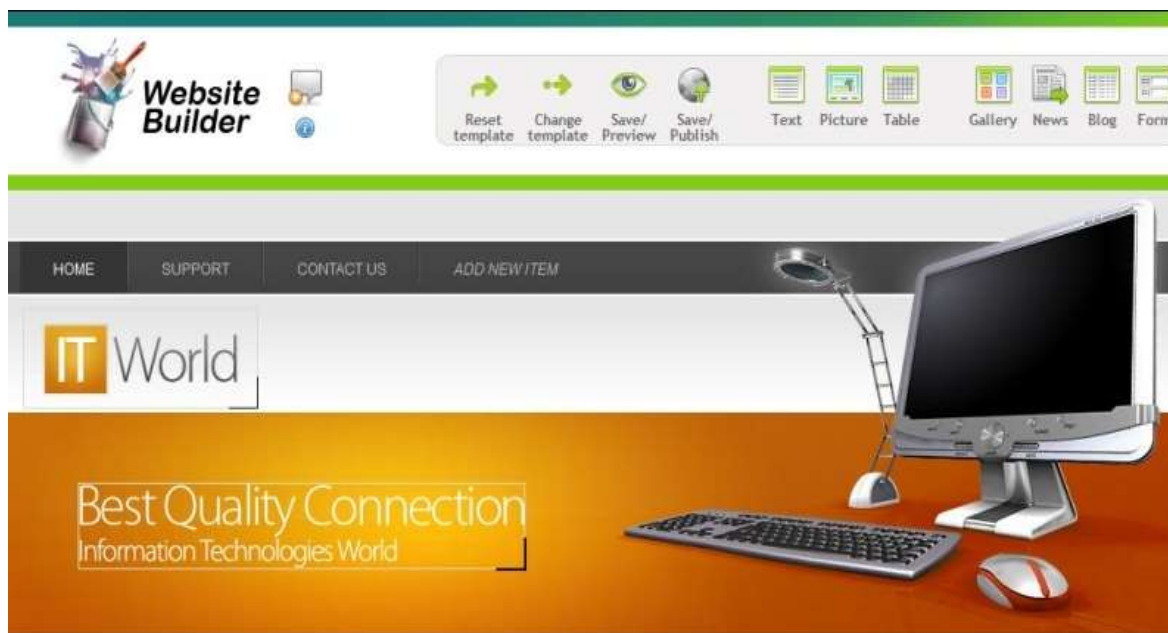 Website
Builder
Reset
template
Change
template
Save/
Preview
Save/
Publish
Text
Picture
Table
Gallery
News
Blog
Form
HOME
SUPPORT
CONTACT US
ADD NEW ITEM
IT World
Best Quality Connection
Information Technologies World